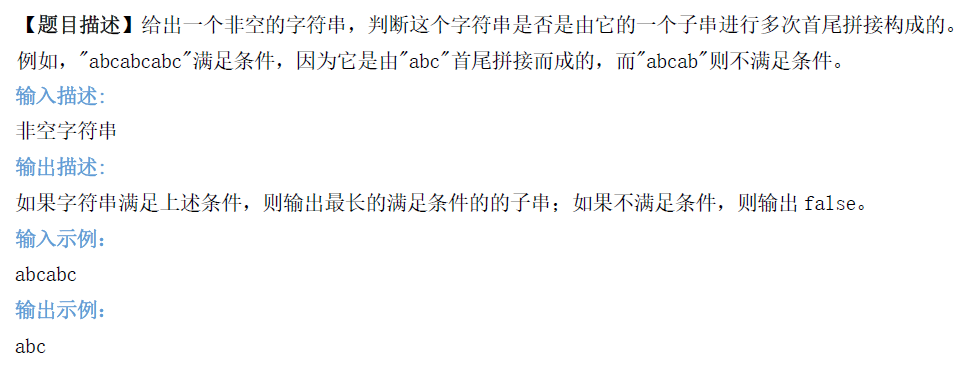 【题目描述】给出一个非空的字符串，判断这个字符串是否是由它的一个子串进行多次首尾拼接构成的。
例如，"abcabcabc"满足条件，因为它是由"abc"首尾拼接而成的，而"abcab"则不满足条件。
输入描述:
非空字符串
输出描述:
如果字符串满足上述条件，则输出最长的满足条件的的子串；如果不满足条件，则输出false。
输入示例：
abcabc
输出示例：
abc